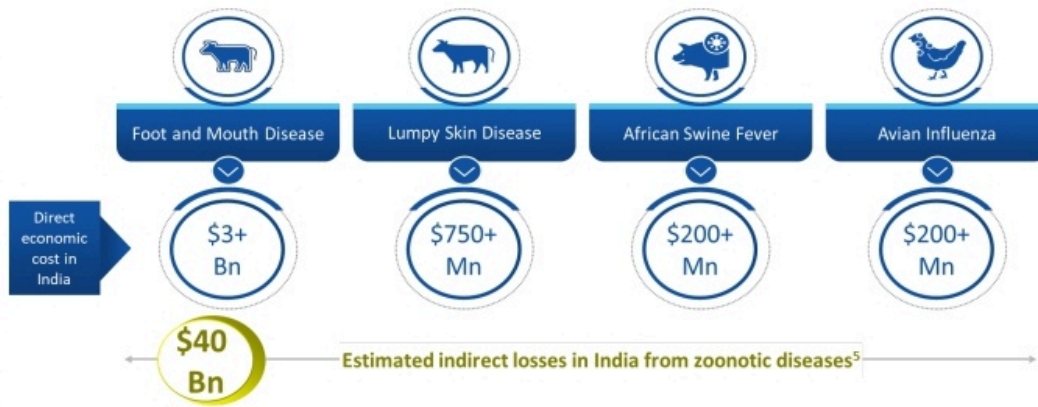 Foot and Mouth Disease
Lumpy Skin Disease
African Swine Fever
Avian Influenza
Direct
economic
cost in
India
$3+
Bn
$750+
Mn
$200+
Mn
$200+
Mn
$40
Bn
Estimated indirect losses in India from zoonotic diseases⁵